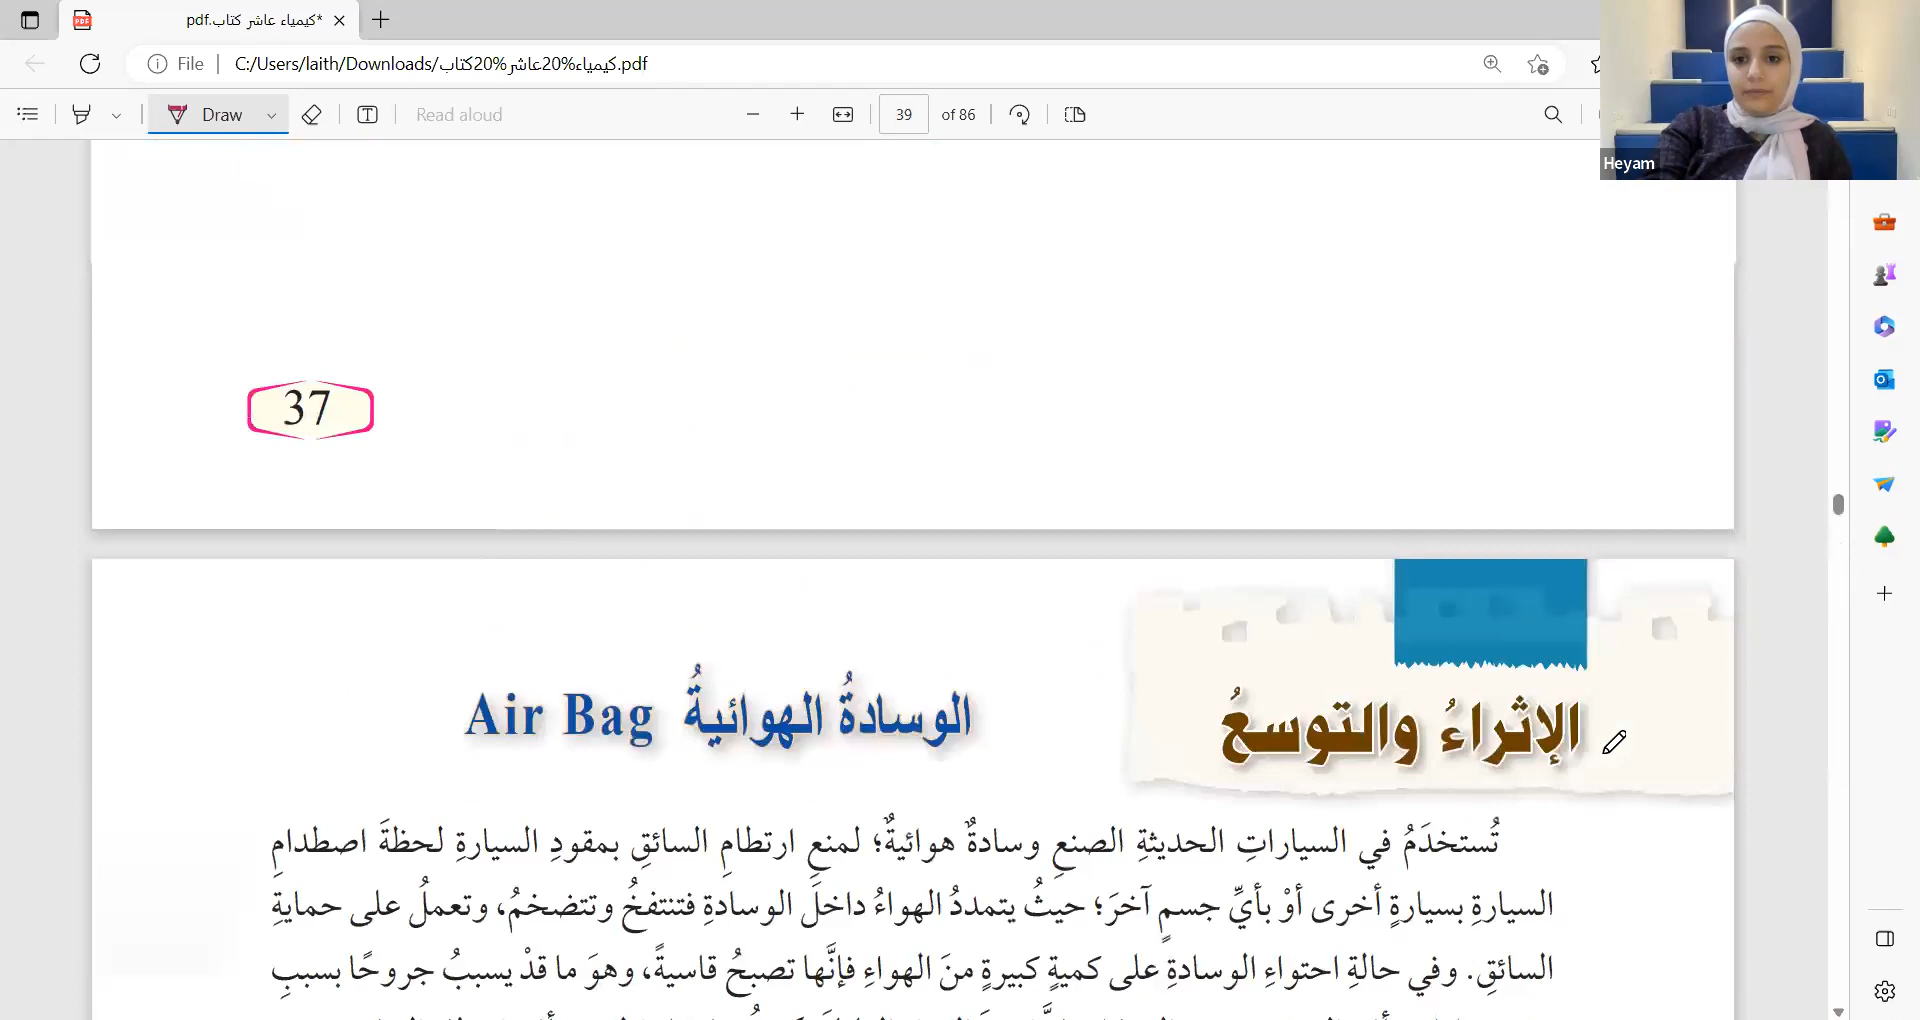 كيمياء عاشر كتاب.pdf*
File
C:/Users/laith/Downloads/كيمياء%20عاشر%20كتاب.pdf
Draw
Read aloud
39
of 86
Heyam
37
الإثراءُ والتوسعُ
الوسادةُ الهوائيةُ Air Bag
تُستخدَمُ في السياراتِ الحديثةِ الصنعِ وسادةٌ هوائيةٌ؛ لمنعِ ارتطامِ السائقِ بمقودِ السيارةِ لحظةَ اصطدامِ
السيارةِ بسيارةٍ أخرى أوْ بأيِّ جسمٍ آخرَ؛ حيثُ يتمددُ الهواءُ داخلَ الوسادةِ فتنتفخُ وتتضخمُ، وتعملُ على حمايةِ
السائقِ. وفي حالةِ احتواءِ الوسادةِ على كميةٍ كبيرةٍ منَ الهواءِ فإنَّها تصبحُ قاسيةً، وهوَ ما قدْ يسببُ جروحًا بسببِ